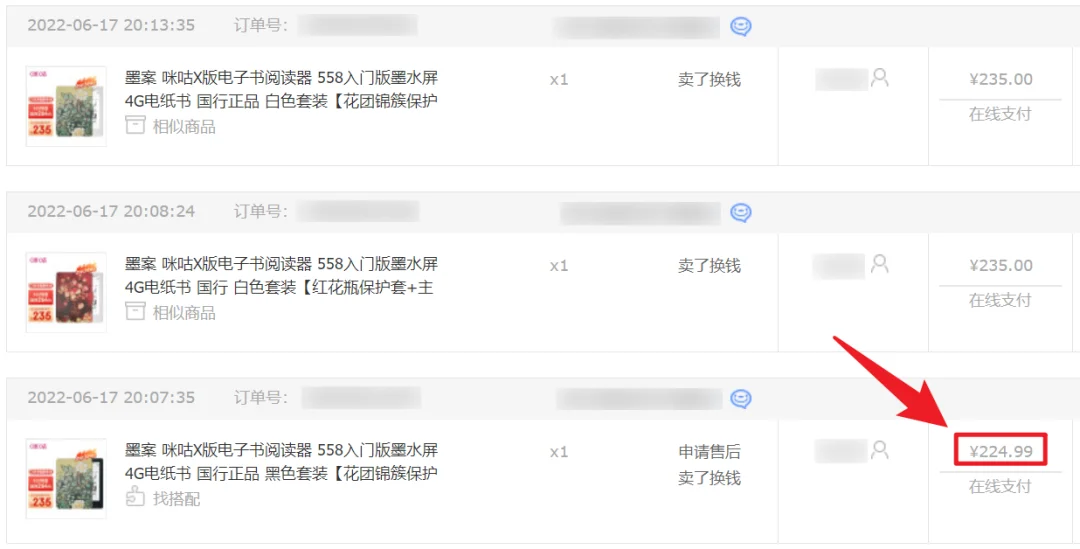 2022-06-17 20:13:35 订单号:
墨案 咪咕X版电子书阅读器 558入门版墨水屏 x1 卖了换钱 ¥235.00
4G电纸书 国行正品 白色套装【花团锦簇保护 在线支付
相似商品
235
2022-06-17 20:08:24 订单号:
墨案 咪咕X版电子书阅读器 558入门版墨水屏 x1 卖了换钱 ¥235.00
4G电纸书 国行 白色套装【红花瓶保护套+主 在线支付
相似商品
235
2022-06-17 20:07:35 订单号:
墨案 咪咕X版电子书阅读器 558入门版墨水屏 x1 申请售后 ¥224.99
4G电纸书 国行正品 黑色套装【花团锦簇保护 卖了换钱 在线支付
找搭配
235